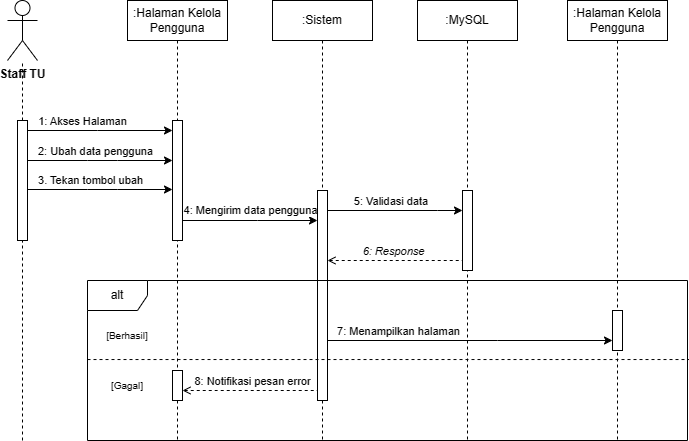 :Halaman Kelola
Pengguna
:Sistem
:MySQL
:Halaman Kelola
Pengguna
Staff TU
1: Akses Halaman
2: Ubah data pengguna
3. Tekan tombol ubah
4: Mengirim data pengguna
5: Validasi data
6: Response
alt
[Berhasil]
7: Menampilkan halaman
[Gagal]
8: Notifikasi pesan error